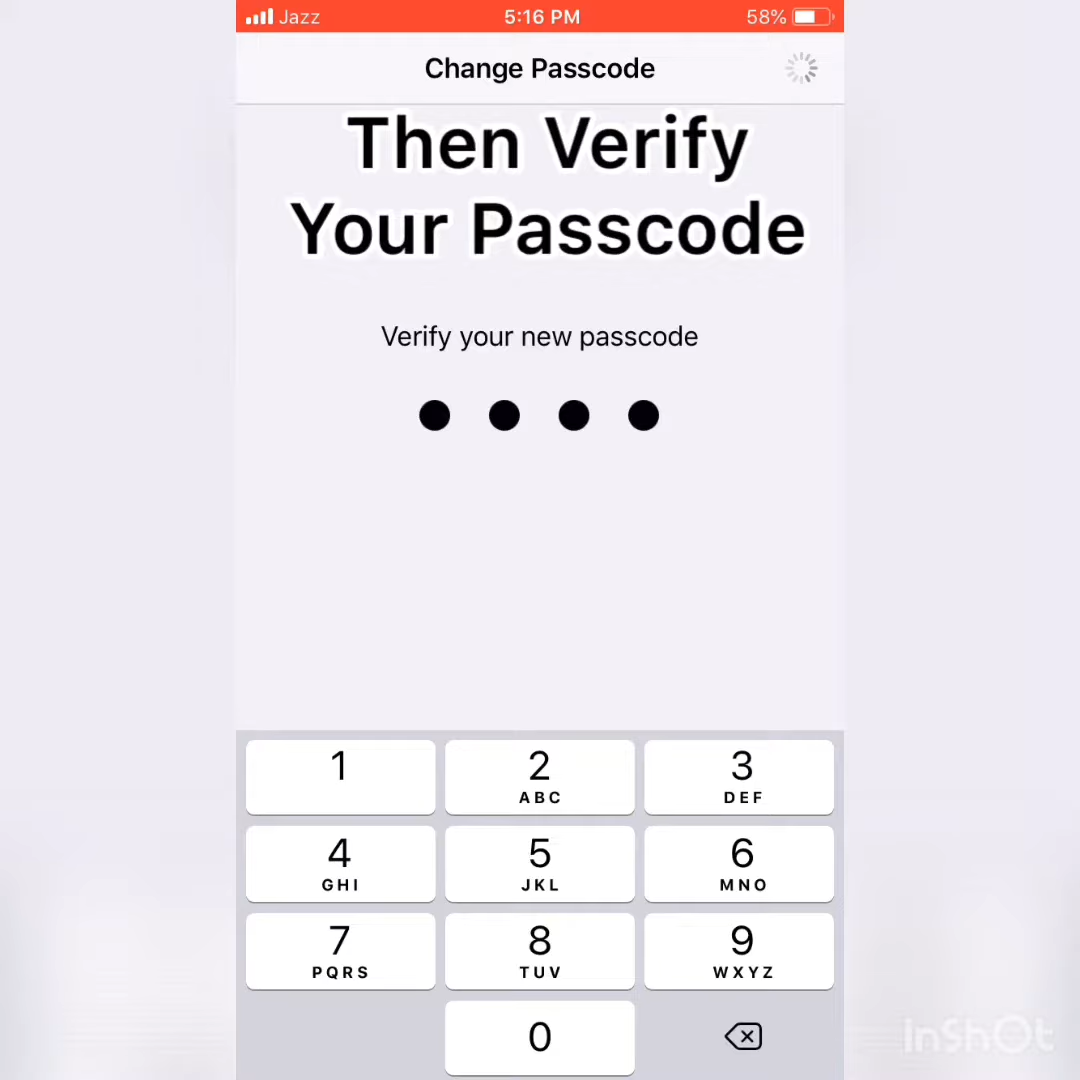 Jazz 5:16 PM 58%
Change Passcode
Then Verify
Your Passcode
Verify your new passcode
1 2 3
ABC DEF
4 5 6
GHI JKL MNO
7 8 9
PQRS TUV WXYZ
0
InShOt